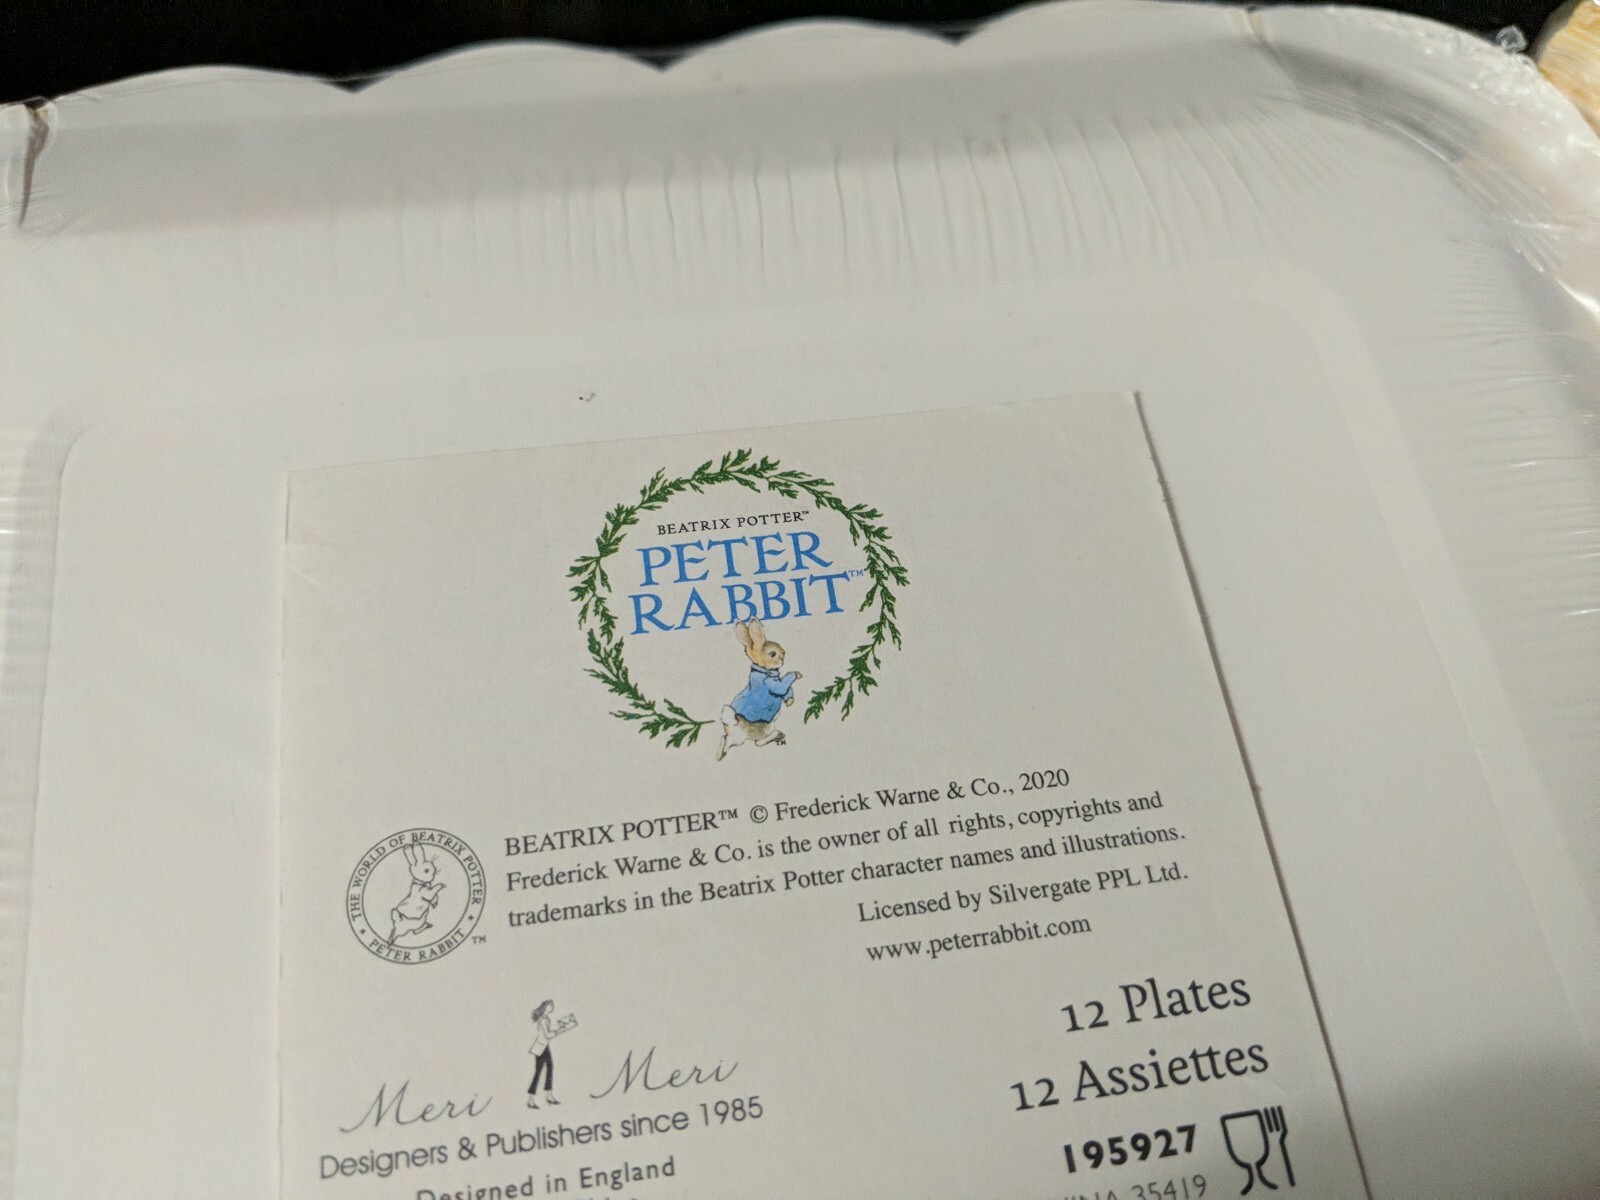 BEATRIX POTTER™
PETER
RABBIT™
™
THE WORLD OF BEATRIX POTTER
PETER RABBIT
™
BEATRIX POTTER™ © Frederick Warne & Co., 2020
Frederick Warne & Co. is the owner of all rights, copyrights and
trademarks in the Beatrix Potter character names and illustrations.
Licensed by Silvergate PPL Ltd.
www.peterrabbit.com
Meri Meri
Designers & Publishers since 1985
Designed in England
12 Plates
12 Assiettes
195927
35419